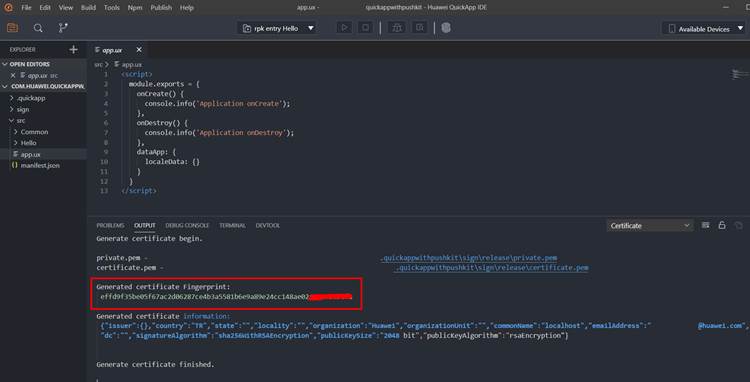 File Edit Build Tools Npm Publish Help app.ux - quickappwithpushkit - Huawei QuickApp IDE
rpk entry Hello Available Devices
EXPLORER
OPEN EDITORS
app.ux src
COM.HUAWEI.QUICKAPPW...
.quickapp
sign
src
Common
Hello
app.ux
manifest.json
app.ux
src > app.ux
1 <script>
2 module.exports = {
3 onCreate() {
4 console.info('Application onCreate');
5 },
6 onDestroy() {
7 console.info('Application onDestroy');
8 },
9 dataApp: {
10 localeData: {}
11 }
12 }
13 </script>
PROBLEMS OUTPUT DEBUG CONSOLE TERMINAL DEVTOOL Certificate
Generate certificate begin.
private.pem - .quickappwithpushkit\sign\release\private.pem
certificate.pem - .quickappwithpushkit\sign\release\certificate.pem
Generated certificate Fingerprint:
effd9f35be05f67ac2d06287ce4b3a5581b6e9a89e24cc148ae02
Generated certificate information:
{"issuer":{},"country":"TR","state":"","locality":"","organization":"Huawei","organizationUnit":"","commonName":"localhost","emailAddress":" @huawei.com",
"dc":"","signatureAlgorithm":"sha256WithRSAEncryption","publicKeySize":"2048 bit","publicKeyAlgorithm":"rsaEncryption"}
Generate certificate finished.